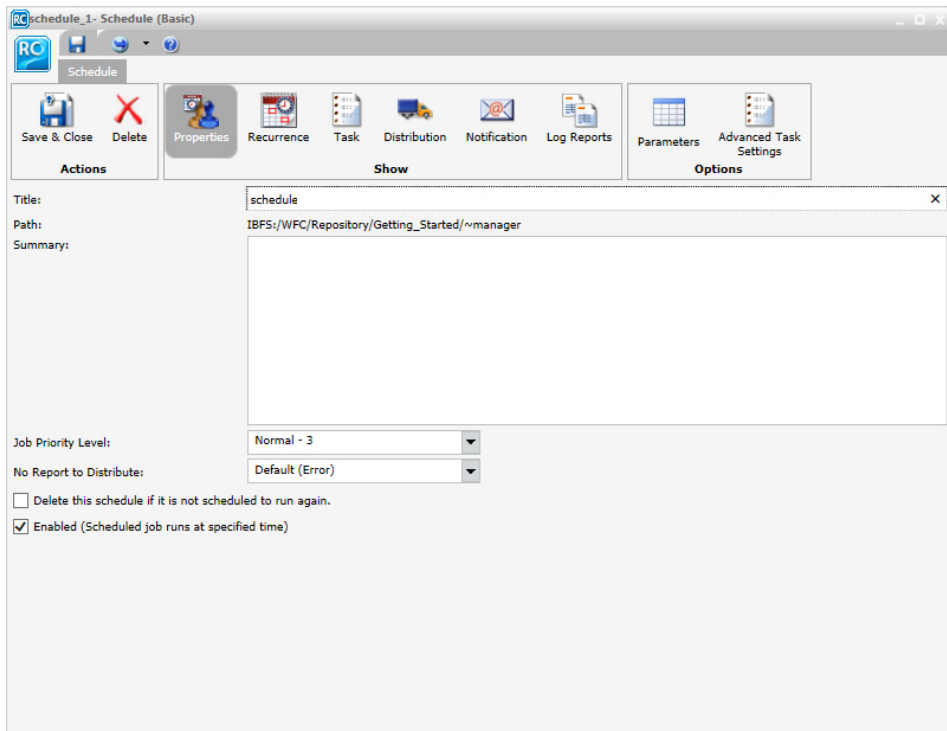 RC schedule_1- Schedule (Basic)
RC
Schedule
Save & Close Delete Properties Recurrence Task Distribution Notification Log Reports Parameters Advanced Task Settings
Actions Show Options
Title: schedule
Path: IBFS:/WFC/Repository/Getting_Started/~manager
Summary:
Job Priority Level: Normal - 3
No Report to Distribute: Default (Error)
Delete this schedule if it is not scheduled to run again.
Enabled (Scheduled job runs at specified time)